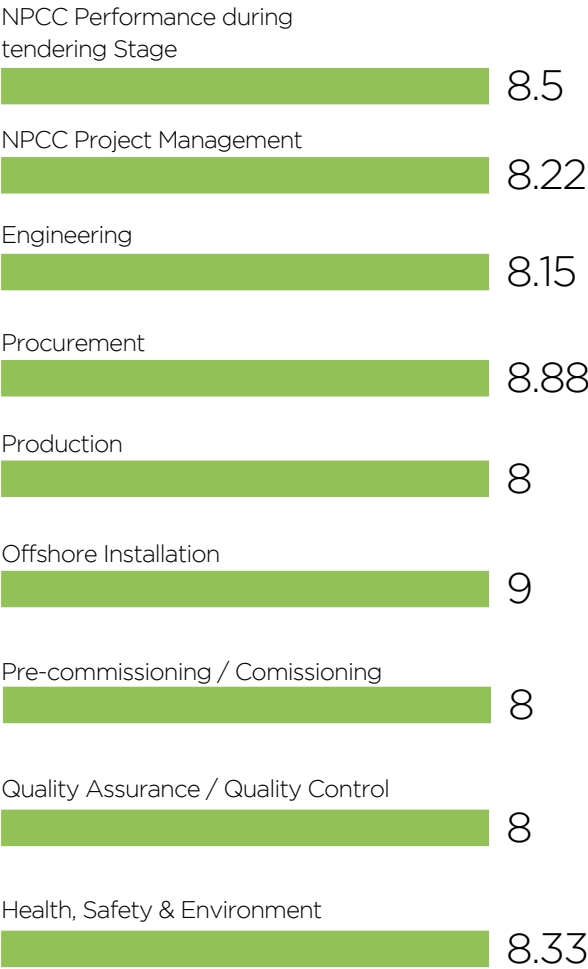 NPCC Performance during
tendering Stage
8.5
NPCC Project Management
8.22
Engineering
8.15
Procurement
8.88
Production
8
Offshore Installation
9
Pre-commissioning / Comissioning
8
Quality Assurance / Quality Control
8
Health, Safety & Environment
8.33